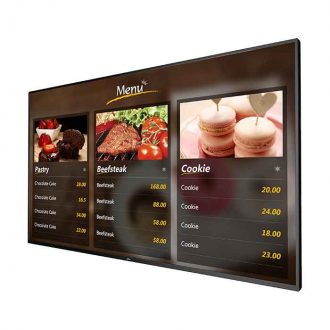 Menu
Pastry
Chocolate Cake 28.00
Chocolate Cake 16.5
Chocolate Cake 34.00
Chocolate Cake 22.00
Beefsteak
Beefsteak 168.00
Beefsteak 88.00
Beefsteak 58.00
Beefsteak 58.00
Cookie
Cookie 20.00
Cookie 24.00
Cookie 18.00
Cookie 23.00